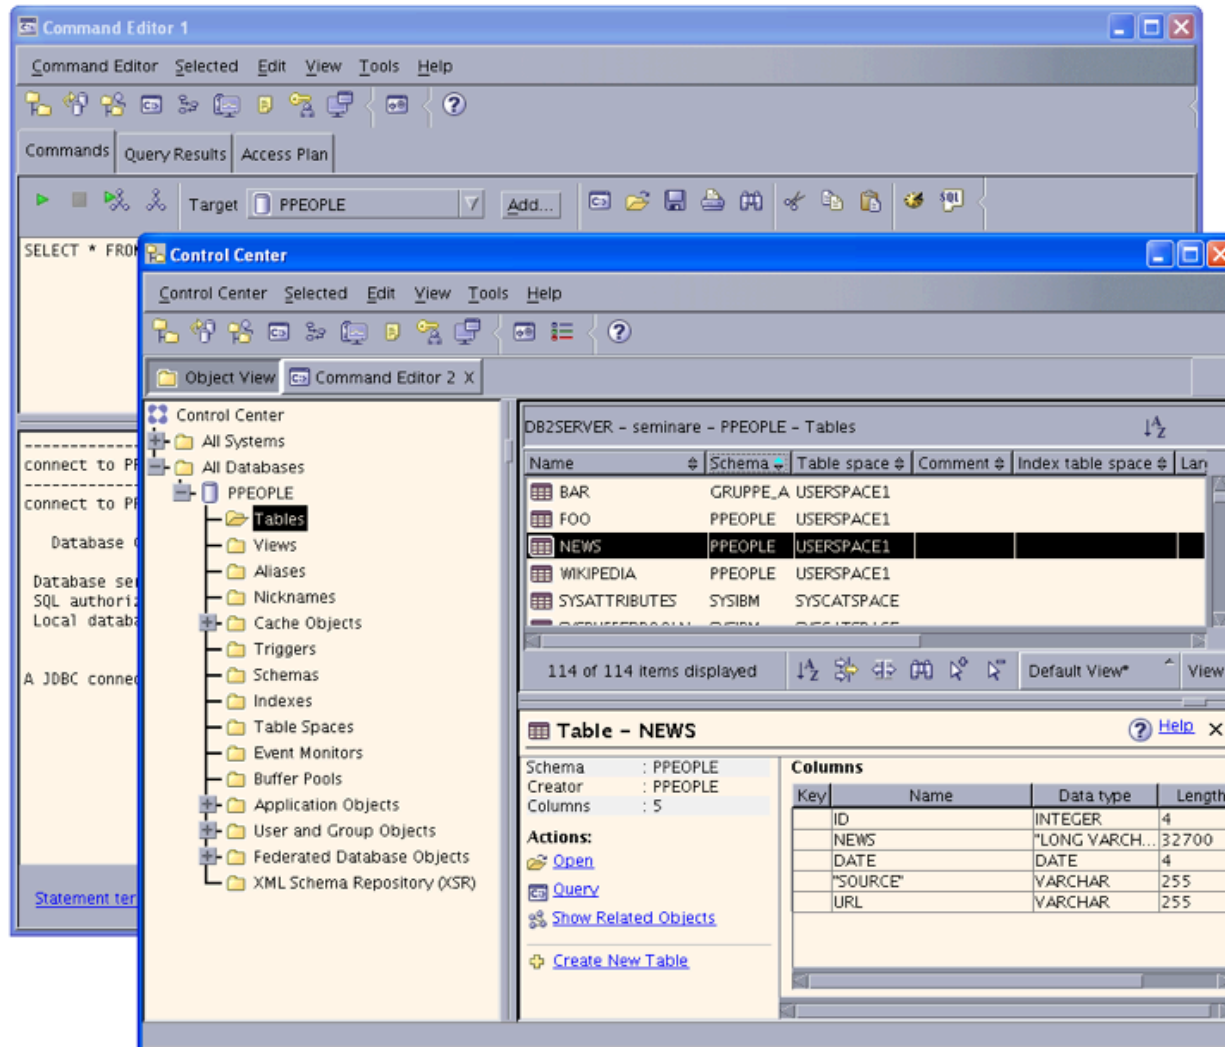 Command Editor 1
Command Editor Selected Edit View Tools Help
Commands Query Results Access Plan
Target PPEOPLE Add... SQL
SELECT * FROM
connect to
connect to
Database
Database
SQL
Local
A JDBC
Statement
Control Center
Control Center Selected Edit View Tools Help
Object View Command Editor 2 X
Control Center
All Systems
All Databases
PPEOPLE
Tables
Views
Aliases
Nicknames
Cache Objects
Triggers
Schemas
Indexes
Table Spaces
Event Monitors
Buffer Pools
Application Objects
User and Group Objects
Federated Database Objects
XML Schema Repository (XSR)
DB2SERVER - seminare - PPEOPLE - Tables
Name Schema Table space Comment Index table space Lar
BAR GRUPPE_A USERSPACE1
FOO PPEOPLE USERSPACE1
NEWS PPEOPLE USERSPACE1
WIKIPEDIA PPEOPLE USERSPACE1
SYSATTRIBUTES SYSIBM SYSCATSPACE
114 of 114 items displayed Default View* View
Table - NEWS Help X
Schema : PPEOPLE
Creator : PPEOPLE
Columns : 5
Actions:
Open
Query
Show Related Objects
Create New Table
Columns
Key Name Data type Length
ID INTEGER 4
NEWS "LONG VARCH... 32700
DATE DATE 4
"SOURCE" VARCHAR 255
URL VARCHAR 255